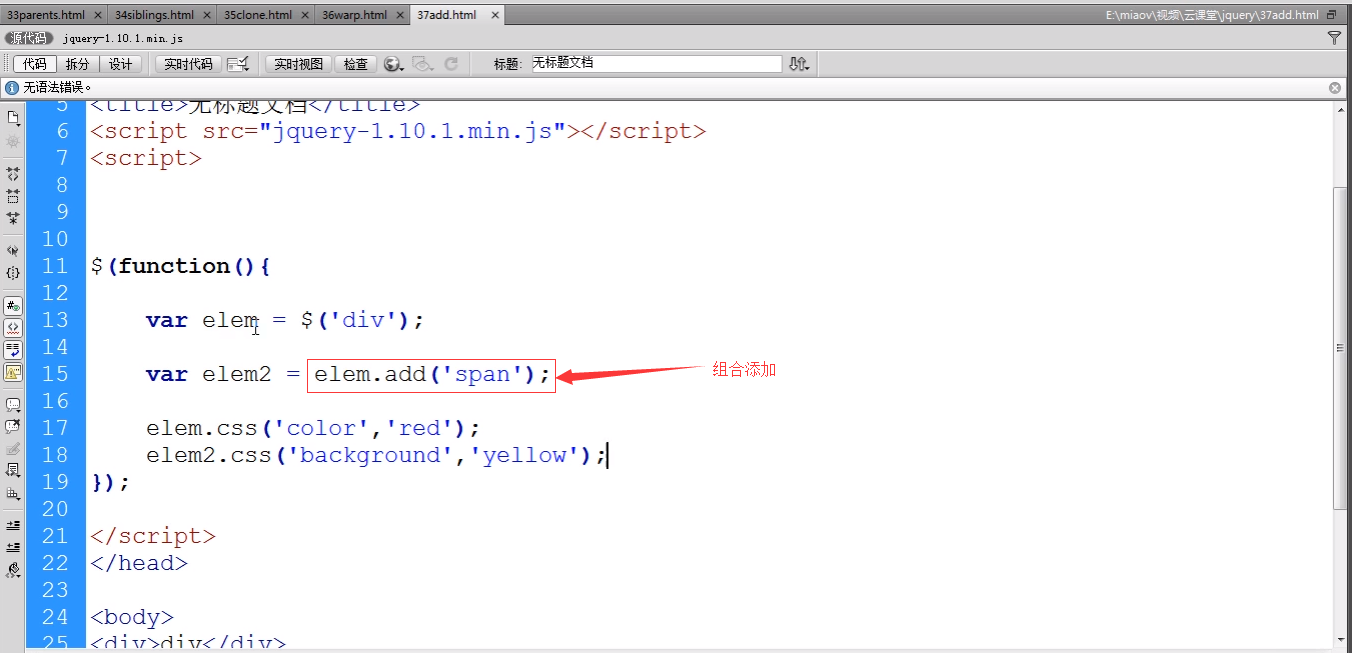 33parents.html × 34siblings.html × 35clone.html × 36warp.html × 37add.html × E:\miaov\视频\云课堂\jquery\37add.html
源代码 jquery-1.10.1.min.js
代码 拆分 设计 实时代码 实时视图 检查 标题: 无标题文档
无语法错误。
5 <title>无标题文档</title>
6 <script src="jquery-1.10.1.min.js"></script>
7 <script>
8
9
10
11 $(function(){
12
13 var elem = $('div');
14
15 var elem2 = elem.add('span'); 组合添加
16
17 elem.css('color','red');
18 elem2.css('background','yellow');
19 });
20
21 </script>
22 </head>
23
24 <body>
25 <div>div</div>